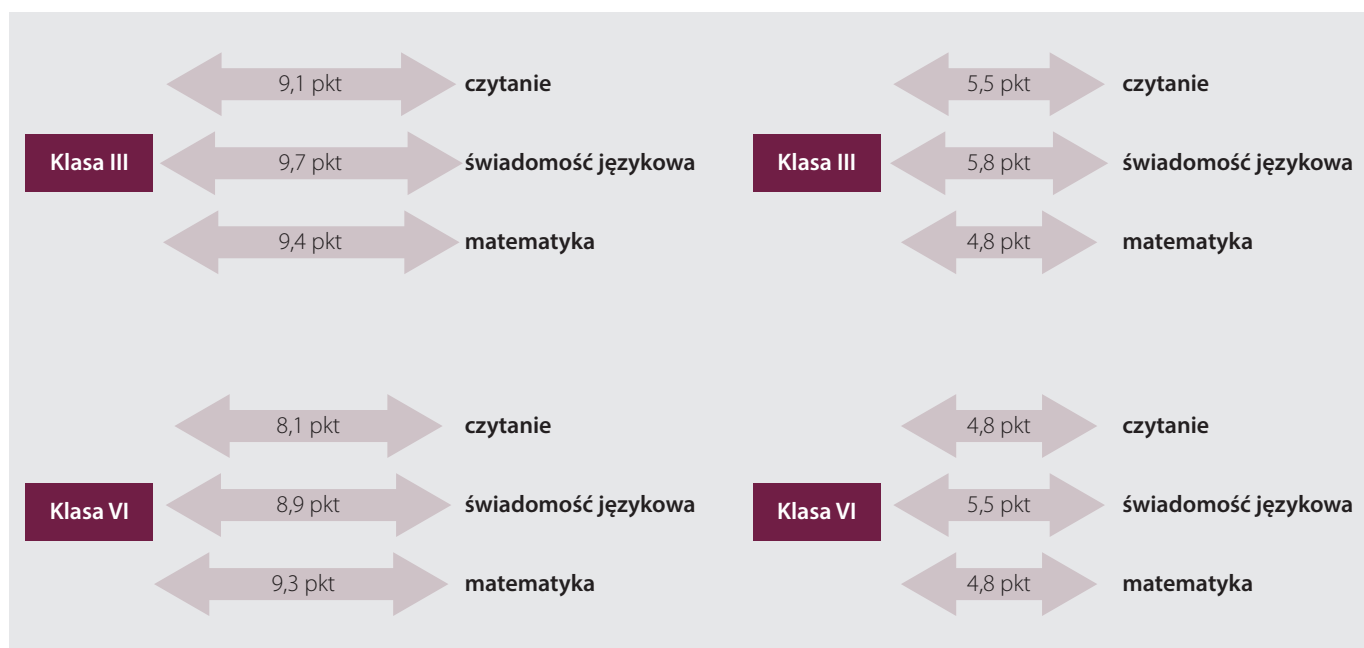 9,1 pkt czytanie
Klasa III 9,7 pkt świadomość językowa
9,4 pkt matematyka
5,5 pkt czytanie
Klasa III 5,8 pkt świadomość językowa
4,8 pkt matematyka
8,1 pkt czytanie
Klasa VI 8,9 pkt świadomość językowa
9,3 pkt matematyka
4,8 pkt czytanie
Klasa VI 5,5 pkt świadomość językowa
4,8 pkt matematyka